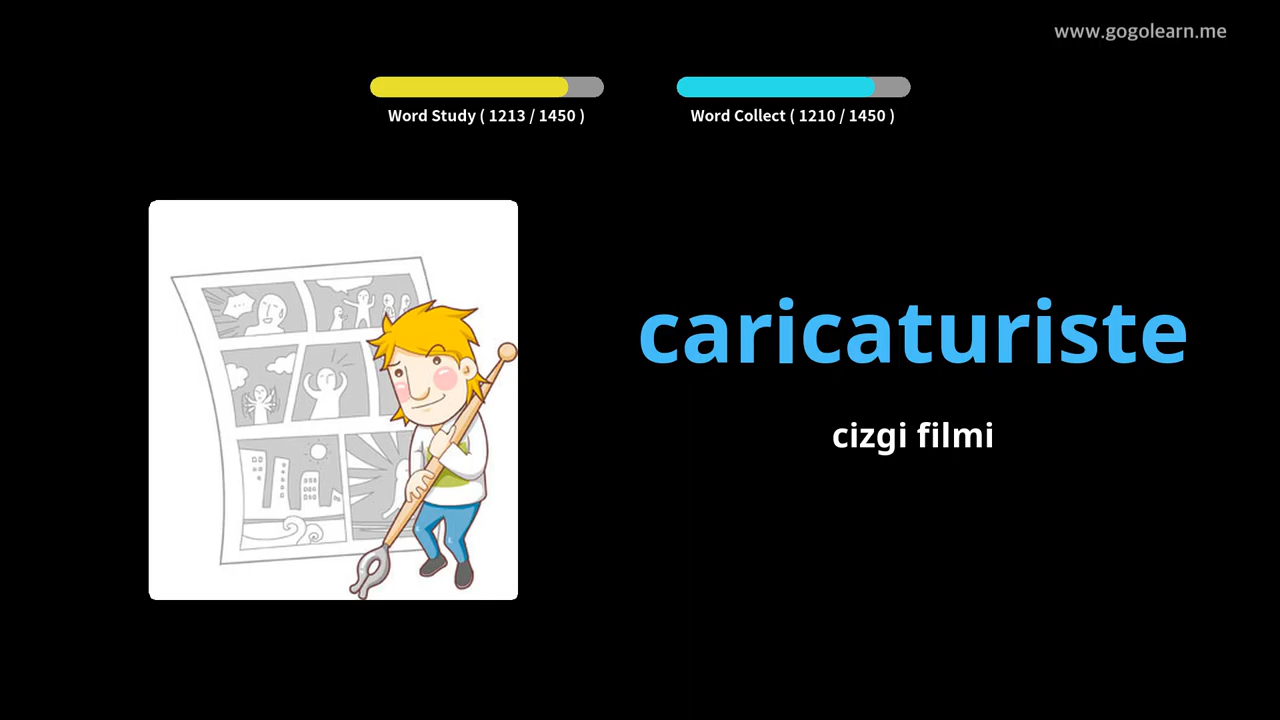 www.gogolearn.me
Word Study ( 1213 / 1450 )
Word Collect ( 1210 / 1450 )
caricaturiste
cizgi filmi